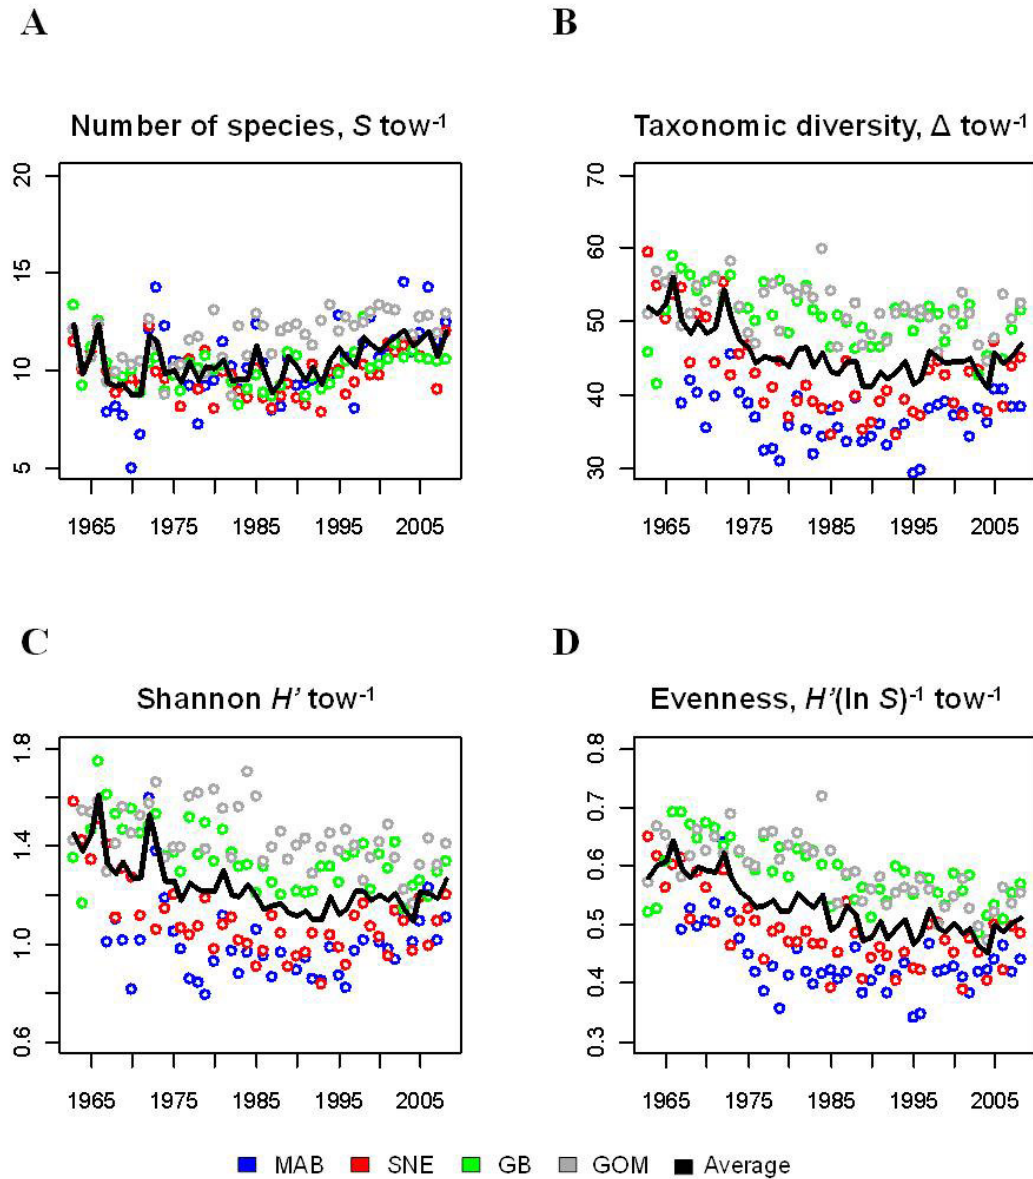 A
B
Number of species, S tow⁻¹
Taxonomic diversity, Δ tow⁻¹
20
15
10
5
1965 1975 1985 1995 2005
70
60
50
40
30
1965 1975 1985 1995 2005
C
D
Shannon H' tow⁻¹
Evenness, H'(ln S)⁻¹ tow⁻¹
1.8
1.4
1.0
0.6
1965 1975 1985 1995 2005
0.8
0.7
0.6
0.5
0.4
0.3
1965 1975 1985 1995 2005
MAB SNE GB GOM Average